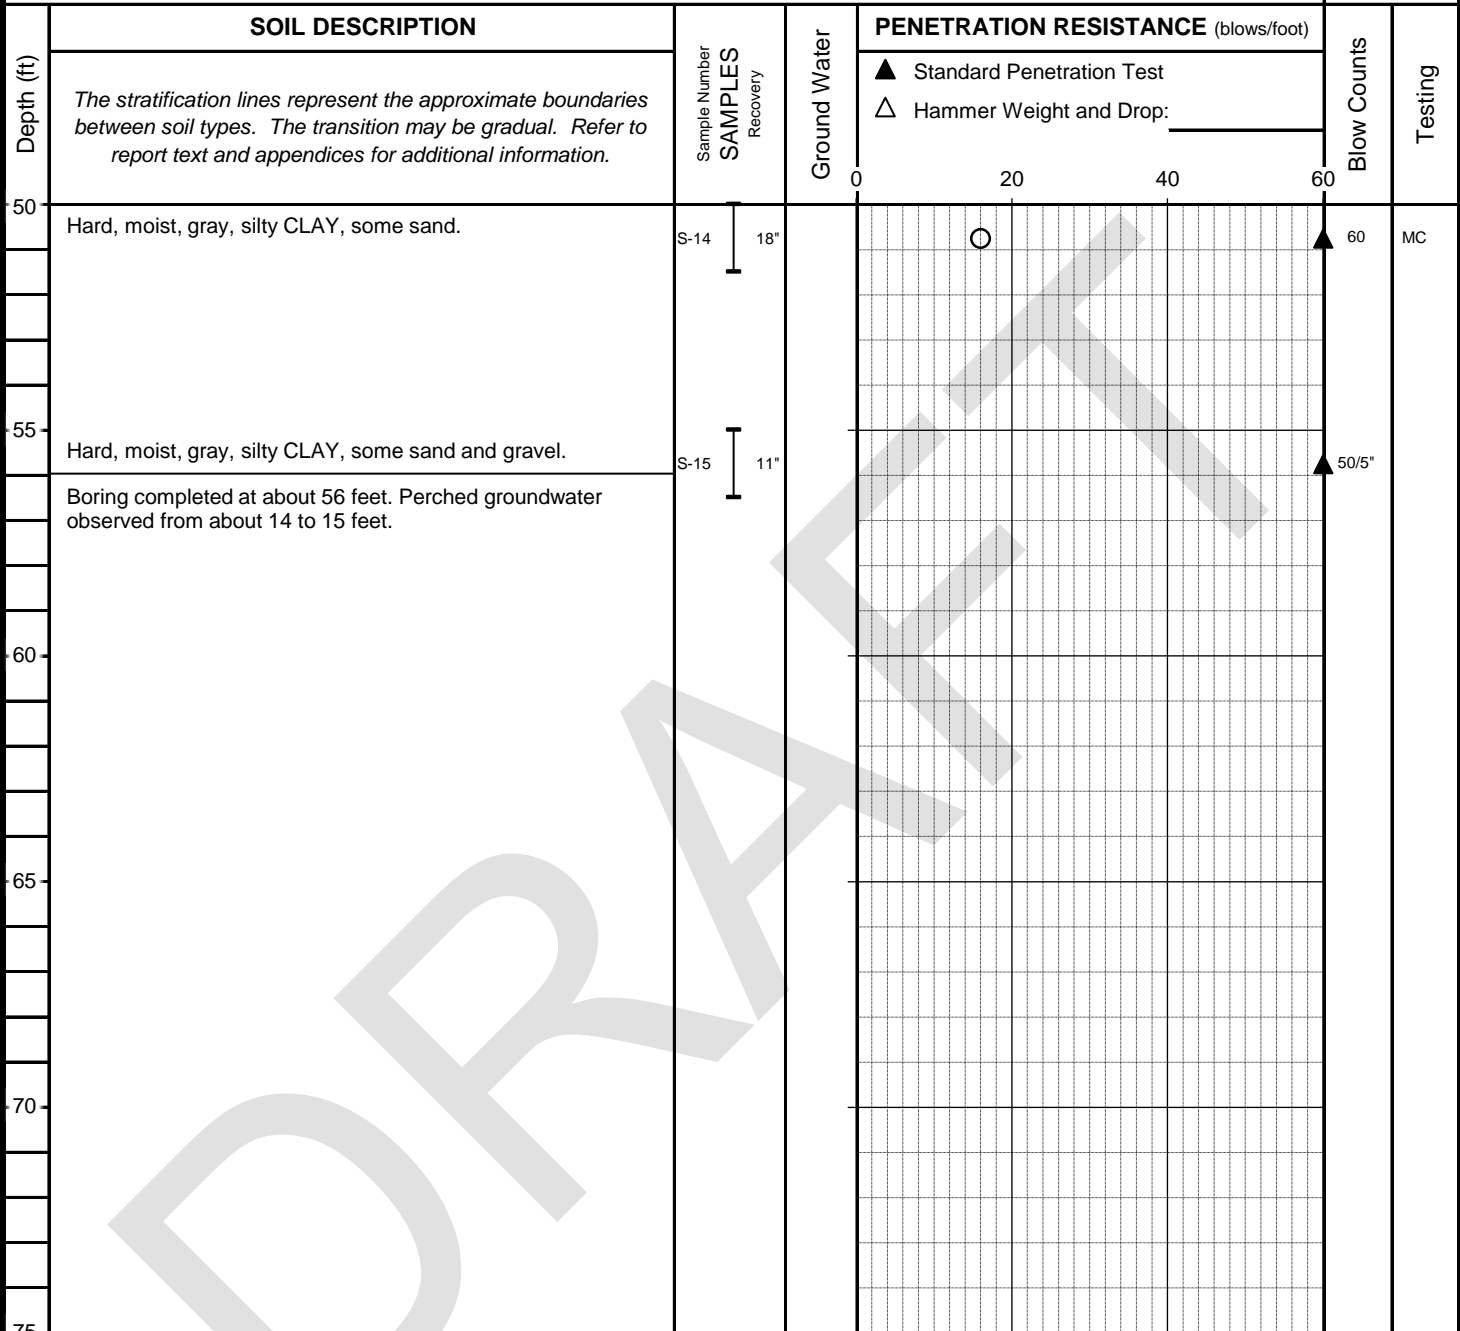 SOIL DESCRIPTION
The stratification lines represent the approximate boundaries
between soil types. The transition may be gradual. Refer to
report text and appendices for additional information.
Depth (ft)
Sample Number
SAMPLES
Recovery
Ground Water
PENETRATION RESISTANCE (blows/foot)
▲ Standard Penetration Test
△ Hammer Weight and Drop:
0 20 40 60
Blow Counts
Testing
50
Hard, moist, gray, silty CLAY, some sand.
S-14 18" 60 MC
55
Hard, moist, gray, silty CLAY, some sand and gravel.
S-15 11" 50/5"
Boring completed at about 56 feet. Perched groundwater
observed from about 14 to 15 feet.
60
65
70
75
DRAFT